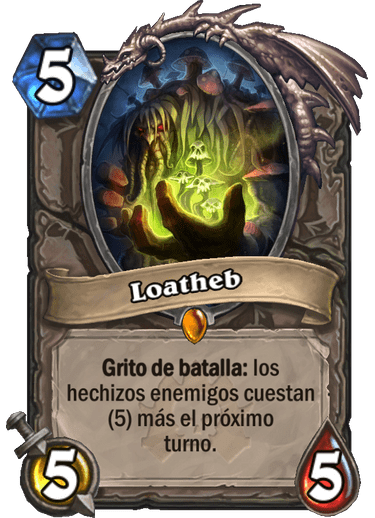 5
Loatheb
Grito de batalla: los
hechizos enemigos cuestan
(5) más el próximo
turno.
5
5